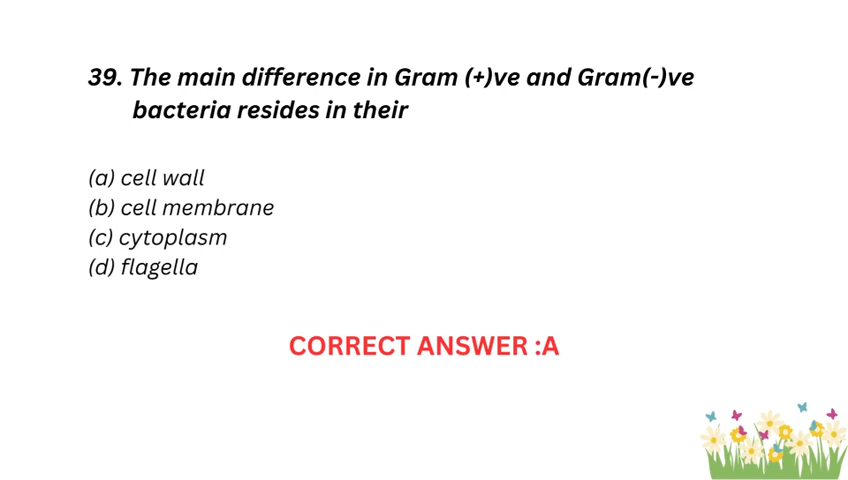 39. The main difference in Gram (+)ve and Gram(-)ve
bacteria resides in their
(a) cell wall
(b) cell membrane
(c) cytoplasm
(d) flagella
CORRECT ANSWER :A